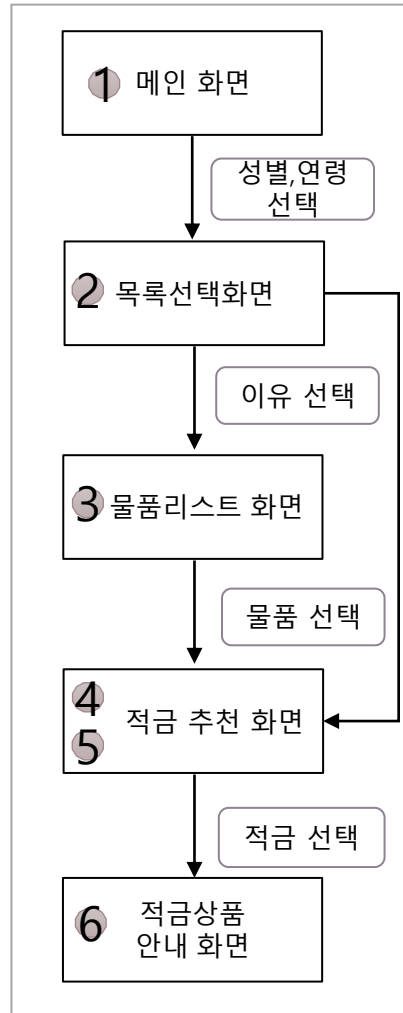 1 메인 화면
성별,연령
선택
2 목록선택화면
이유 선택
3 물품리스트 화면
물품 선택
4
5
적금 추천 화면
적금 선택
6 적금상품
안내 화면